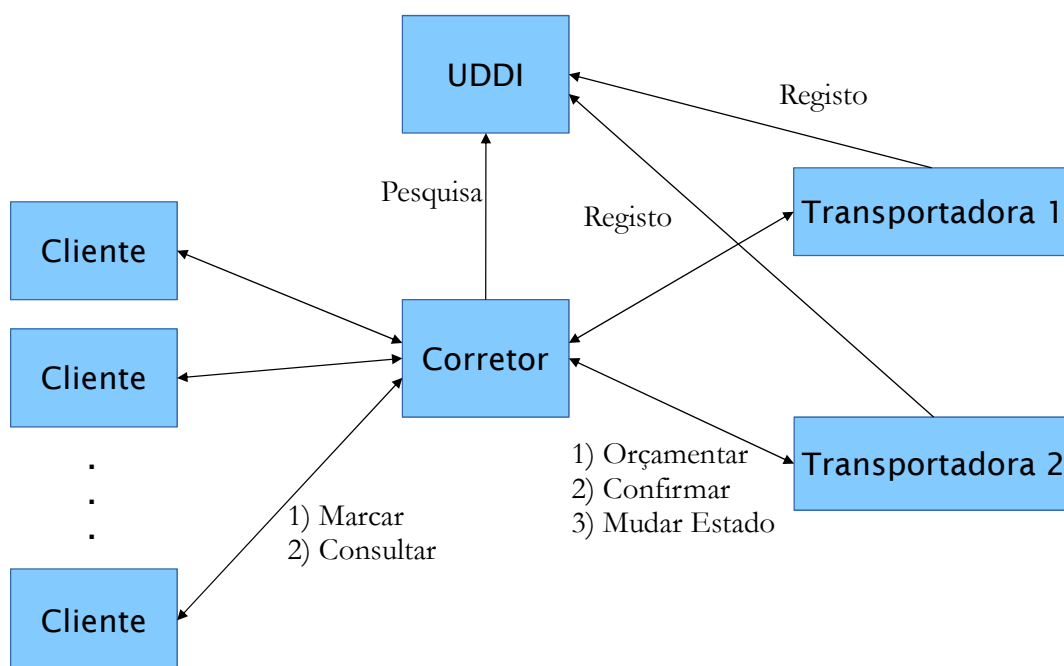 UDDI
Registo
Pesquisa
Registo
Transportadora 1
Cliente
Cliente
Corretor
1) Orçamentar
2) Confirmar
3) Mudar Estado
Transportadora 2
.
.
.
1) Marcar
2) Consultar
Cliente